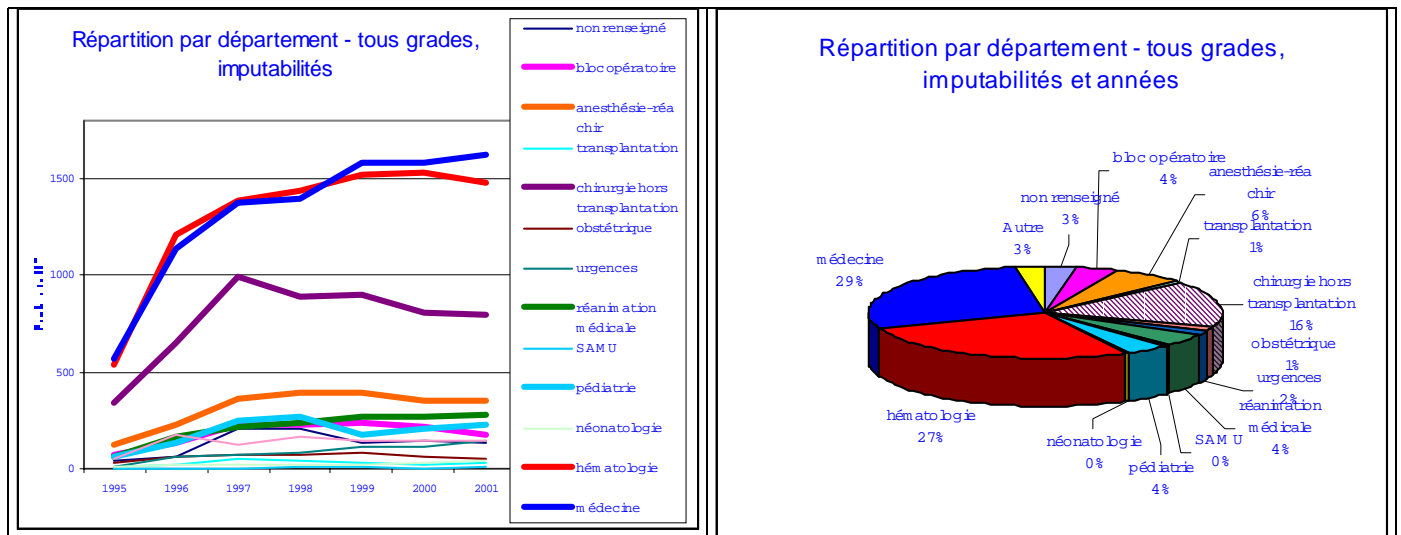 Répartition par département - tous grades,
imputabilités
1500
1000
500
0
1995
1996
1997
1998
1999
2000
2001
non renseigné
bloc opératoire
anesthésie-réa
chir
transplantation
chirurgie hors
transplantation
obstétrique
urgences
réanimation
médicale
SAMU
pédiatrie
néonatologie
hématologie
médecine
Répartition par département - tous grades,
imputabilités et années
bloc opératoire
4%
anesthésie-réa
chir
6%
non renseigné
3%
transplantation
1%
Autre
3%
médecine
29%
chirurgie hors
transplantation
16%
obstétrique
1%
urgences
2%
réanimation
médicale
4%
SAMU
0%
pédiatrie
4%
néonatologie
0%
hématologie
27%